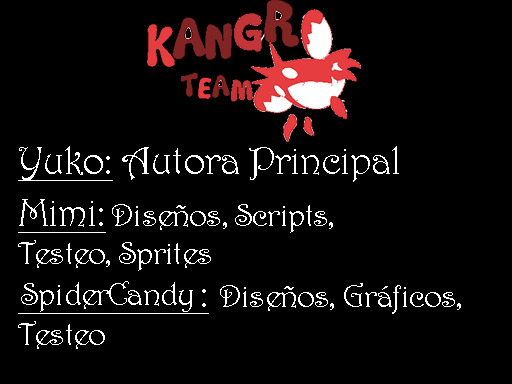 KANGR
TEAM
Yuko: Autora Principal
Mimi: Diseños, Scripts,
Testeo, Sprites
SpiderCandy: Diseños, Gráficos,
Testeo